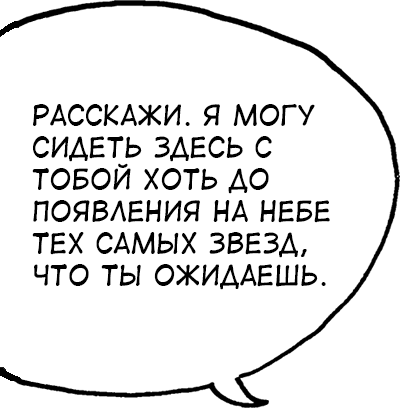 РАССКАЖИ. Я МОГУ
СИДЕТЬ ЗДЕСЬ С
ТОБОЙ ХОТЬ ДО
ПОЯВЛЕНИЯ НА НЕБЕ
ТЕХ САМЫХ ЗВЕЗД,
ЧТО ТЫ ОЖИДАЕШЬ.